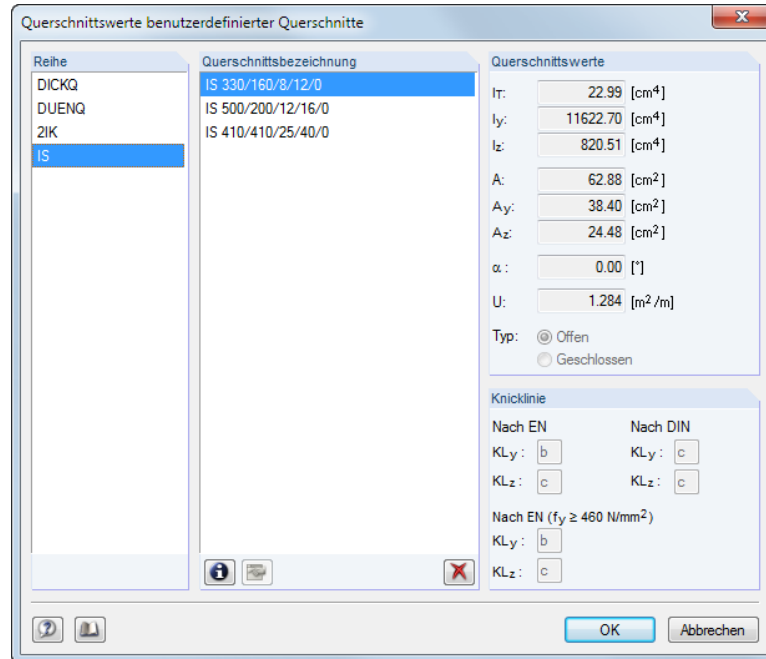 Querschnittswerte benutzerdefinierter Querschnitte
Reihe
DICKQ
DUENQ
2IK
IS
Querschnittsbezeichnung
IS 330/160/8/12/0
IS 500/200/12/16/0
IS 410/410/25/40/0
Querschnittswerte
IT: 22.99 [cm4]
Iy: 11622.70 [cm4]
Iz: 820.51 [cm4]
A: 62.88 [cm2]
Ay: 38.40 [cm2]
Az: 24.48 [cm2]
α : 0.00 [°]
U: 1.284 [m2/m]
Typ: Offen
Geschlossen
Knicklinie
Nach EN Nach DIN
KLy : b KLy : c
KLz : c KLz : c
Nach EN (fy ≥ 460 N/mm2)
KLy : b
KLz : c
OK Abbrechen